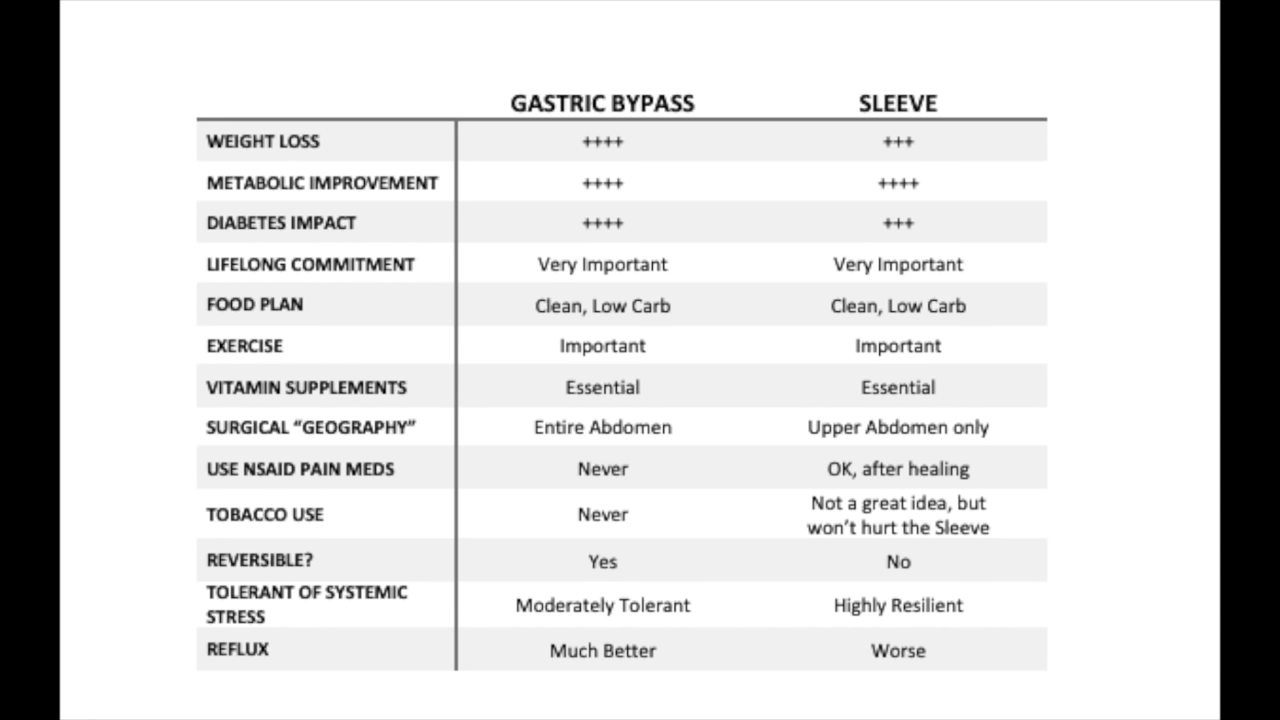 GASTRIC BYPASS SLEEVE
WEIGHT LOSS ++++ +++
METABOLIC IMPROVEMENT ++++ ++++
DIABETES IMPACT ++++ +++
LIFELONG COMMITMENT Very Important Very Important
FOOD PLAN Clean, Low Carb Clean, Low Carb
EXERCISE Important Important
VITAMIN SUPPLEMENTS Essential Essential
SURGICAL “GEOGRAPHY” Entire Abdomen Upper Abdomen only
USE NSAID PAIN MEDS Never OK, after healing
TOBACCO USE Never Not a great idea, but
won’t hurt the Sleeve
REVERSIBLE? Yes No
TOLERANT OF SYSTEMIC
STRESS Moderately Tolerant Highly Resilient
REFLUX Much Better Worse